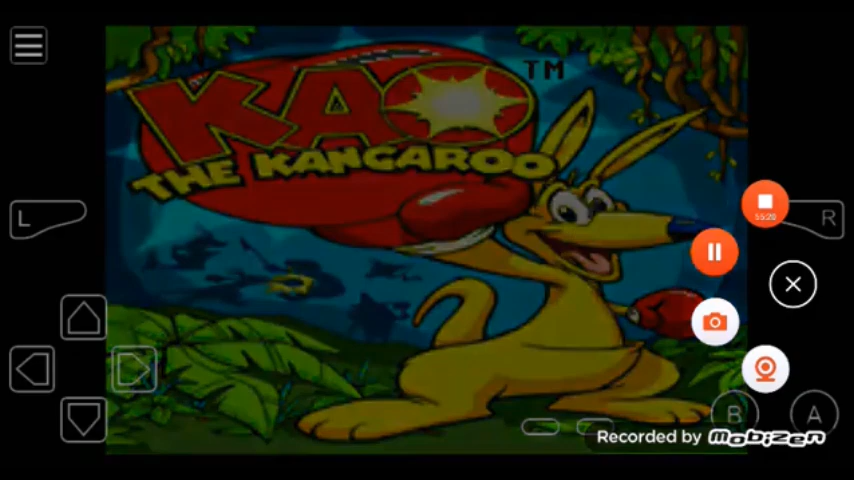 KAO
TM
THE KANGAROO
L
R
55:20
B
A
Recorded by mobizen